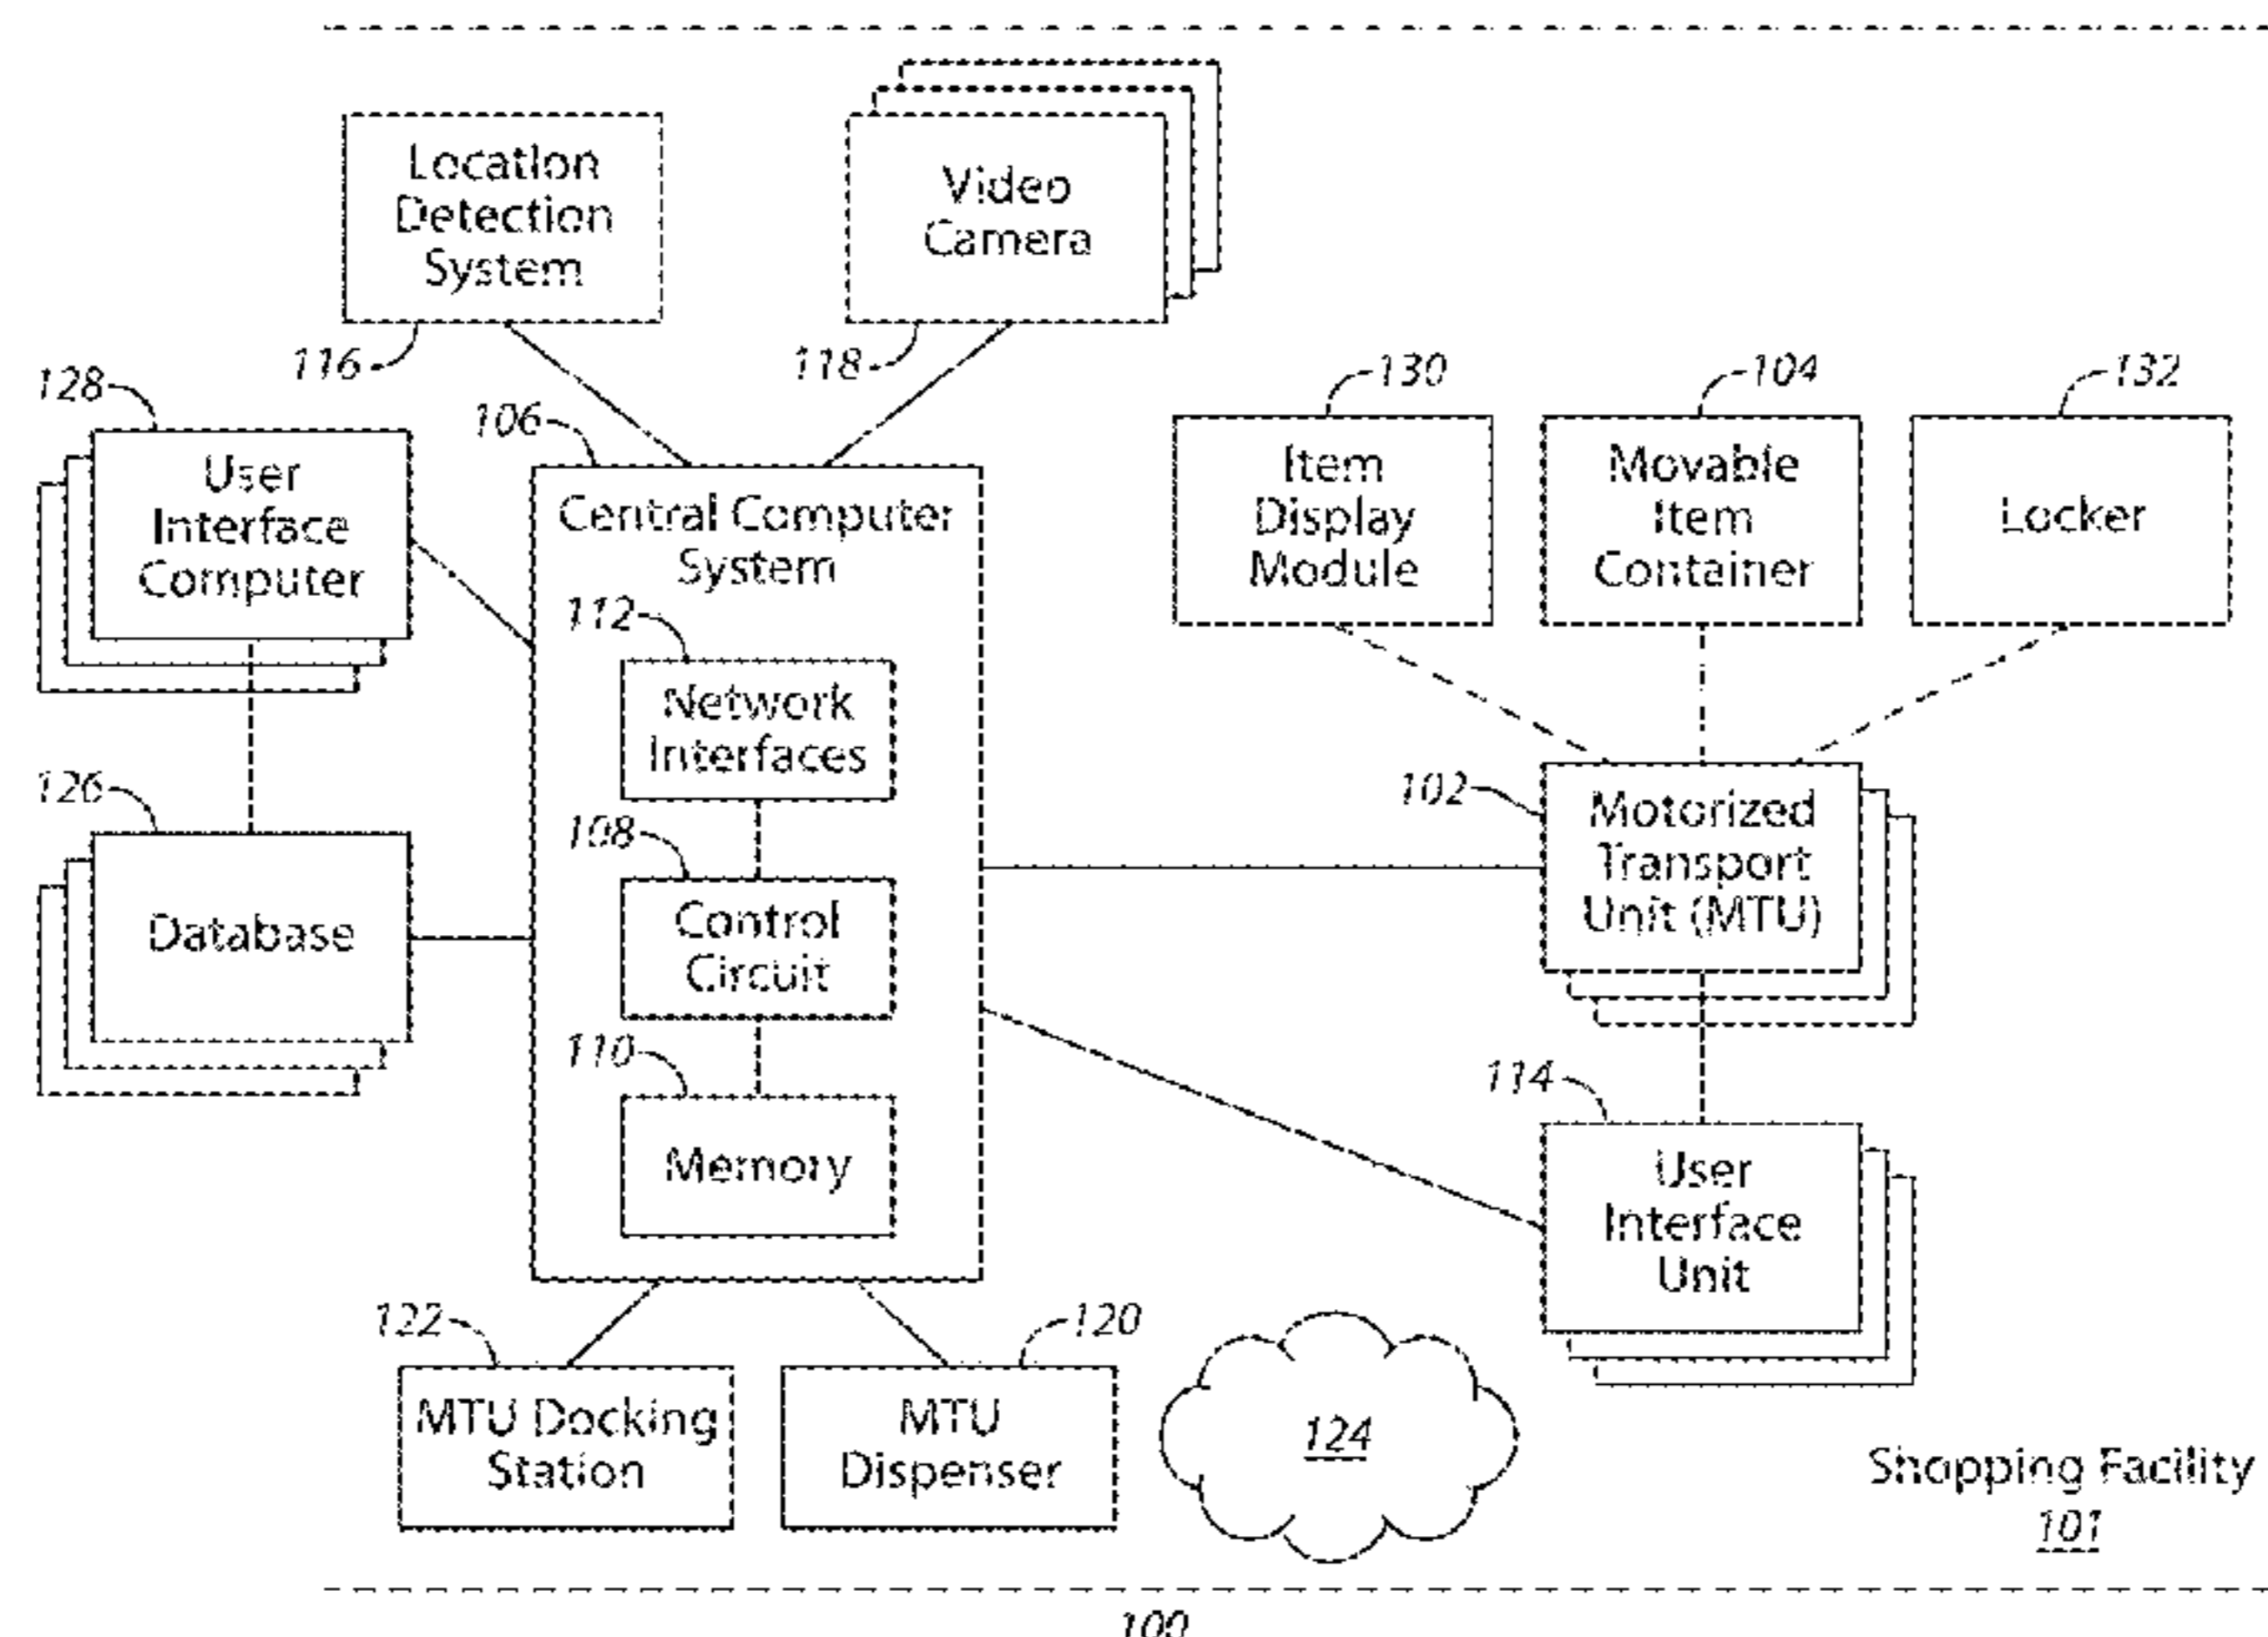 Location
Detection
System
116
Video
Camera
118
128
User
Interface
Computer
106
Central Computer
System
130
Item
Display
Module
104
Movable
Item
Container
132
Locker
112
Network
Interfaces
126
Database
108
Control
Circuit
102
Motorized
Transport
Unit (MTU)
110
Memory
114
User
Interface
Unit
122
MTU Docking
Station
120
MTU
Dispenser
124
Shopping Facility
101
100